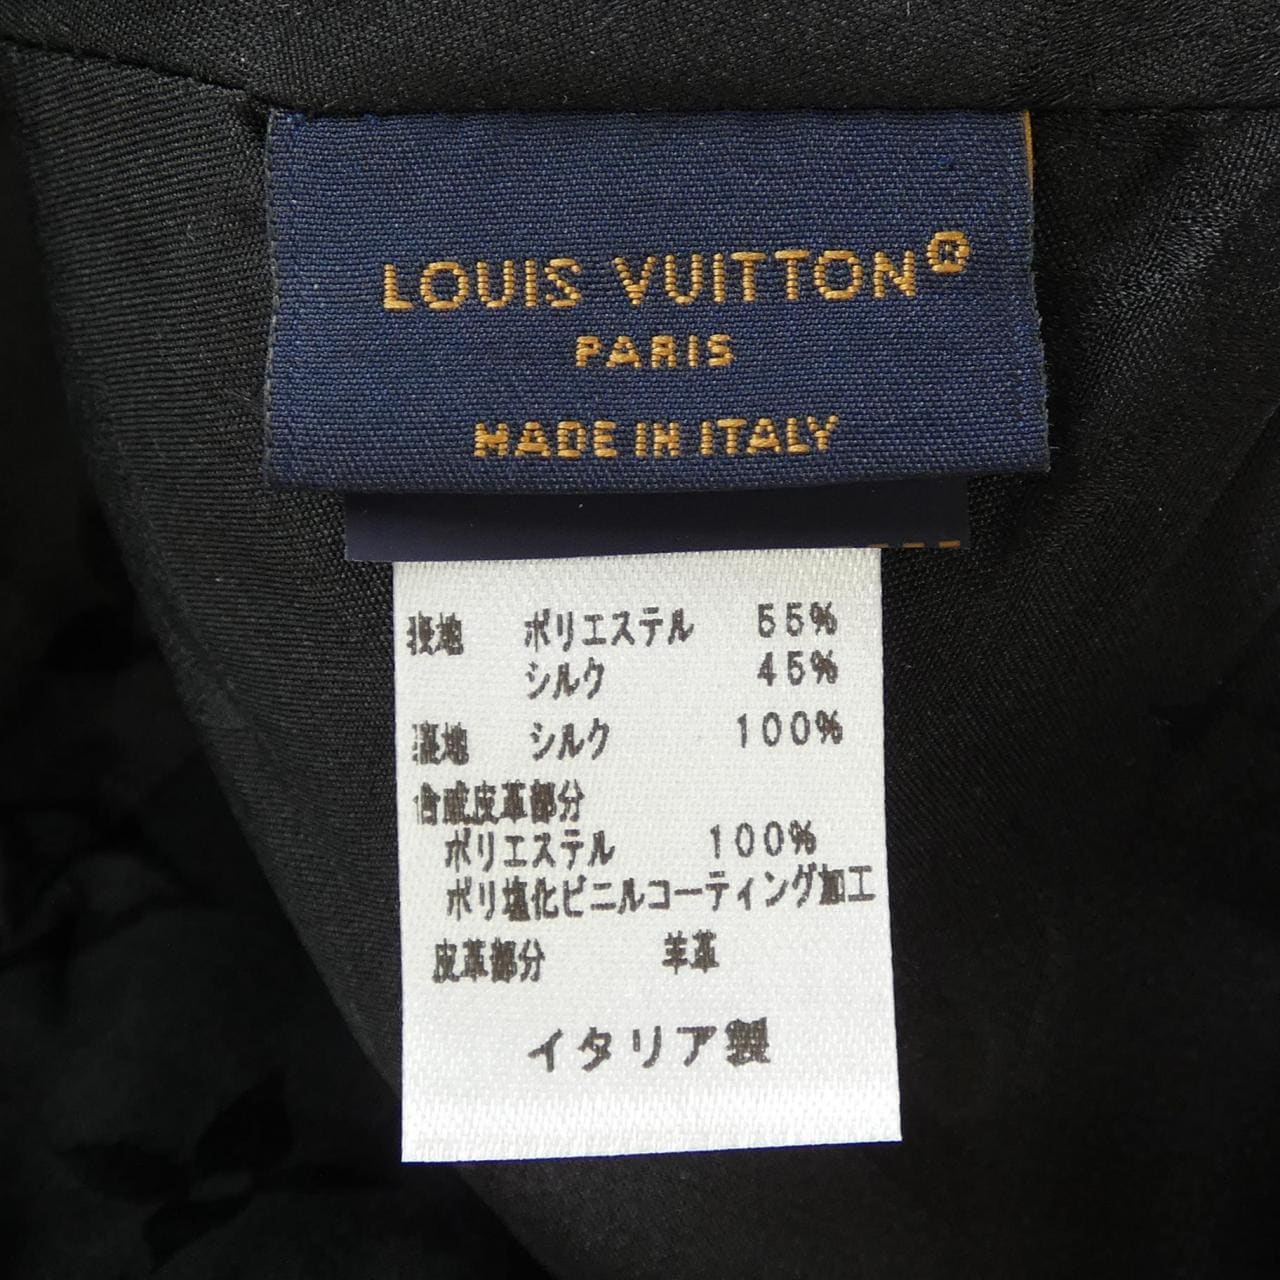 LOUIS VUITTON®
PARIS
MADE IN ITALY
表地 ポリエステル 55%
シルク 45%
裏地 シルク 100%
合成皮革部分
ポリエステル 100%
ポリ塩化ビニルコーティング加工
皮革部分 羊革
イタリア製